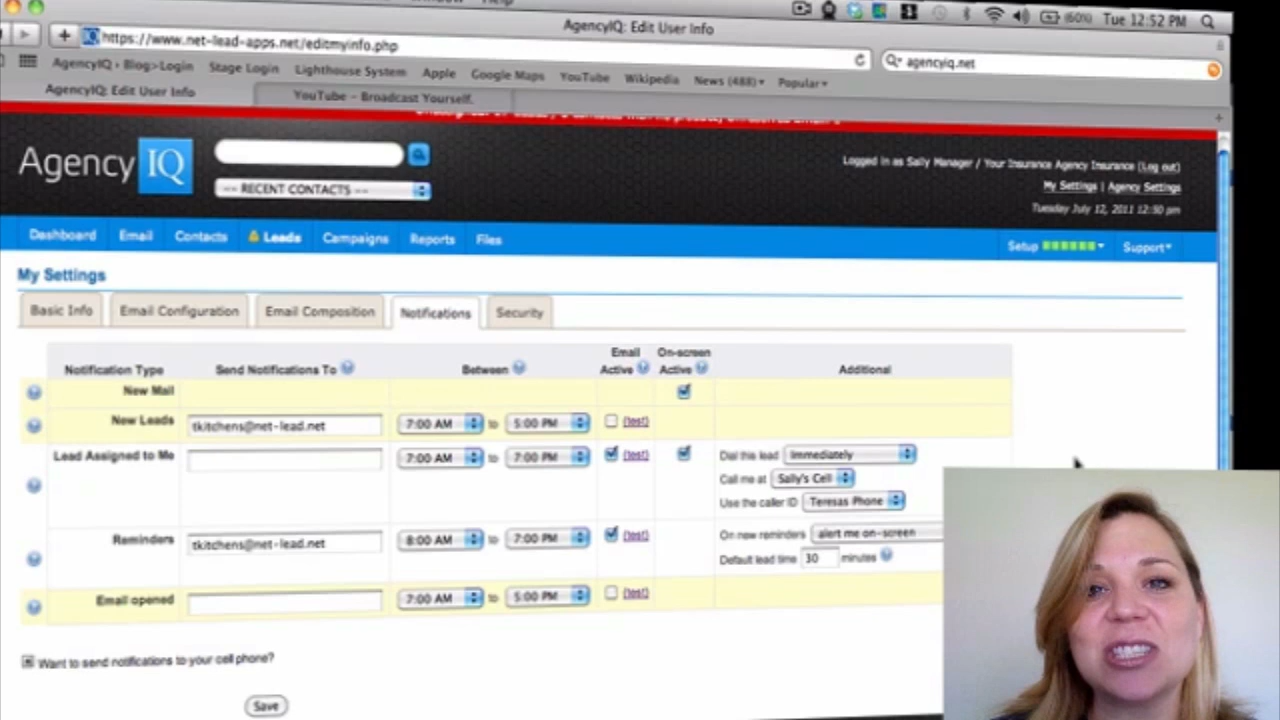 Help
(60%) Tue 12:52 PM
AgencyIQ: Edit User Info
https://www.net-lead-apps.net/editmyinfo.php
agencyiq.net
AgencyIQ › Blog>Login Stage Login Lighthouse System Apple Google Maps YouTube Wikipedia News (488) Popular
AgencyIQ: Edit User Info YouTube - Broadcast Yourself.
Agency IQ
-- RECENT CONTACTS --
Logged in as Sally Manager / Your Insurance Agency Insurance (Log out)
My Settings | Agency Settings
Tuesday July 12, 2011 12:50 pm
Dashboard Email Contacts Leads Campaigns Reports Files Setup Support
My Settings
Basic Info Email Configuration Email Composition Notifications Security
Notification Type Send Notifications To Between Email Active On-screen Active Additional
New Mail
New Leads tkitchens@net-lead.net 7:00 AM to 5:00 PM (test)
Lead Assigned to Me 7:00 AM to 7:00 PM (test) Dial this lead Immediately
Call me at Sally's Cell
Use the caller ID Teresas Phone
Reminders tkitchens@net-lead.net 8:00 AM to 7:00 PM (test) On new reminders alert me on-screen
Default lead time 30 minutes
Email opened 7:00 AM to 5:00 PM (test)
Want to send notifications to your cell phone?
Save